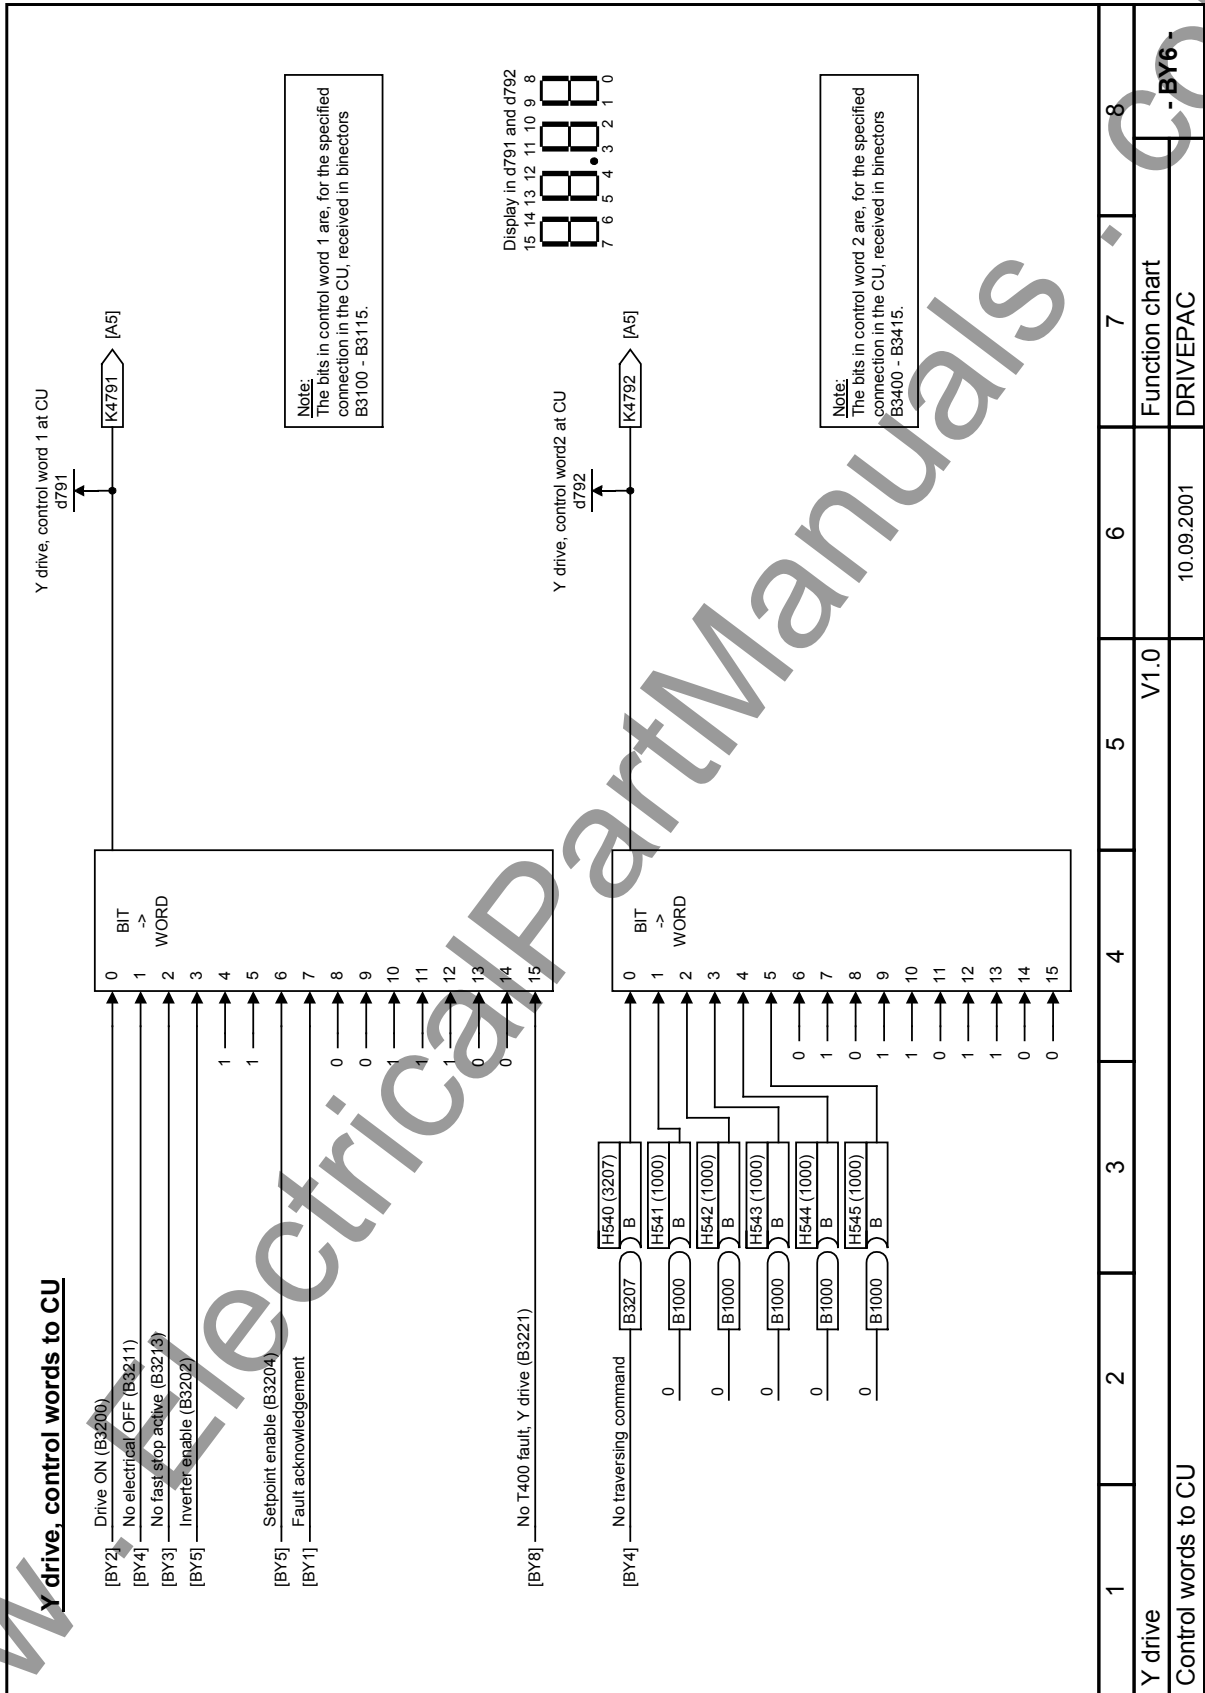 Y drive, control words to CU
[BY2]
Drive ON (B3200)
[BY4]
No electrical OFF (B3211)
[BY3]
No fast stop active (B3213)
[BY5]
Inverter enable (B3202)
1
1
[BY5]
Setpoint enable (B3204)
[BY1]
Fault acknowledgement
0
0
1
1
1
0
0
[BY8]
No T400 fault, Y drive (B3221)
0
1
2
3
4
5
6
7
8
9
10
11
12
13
14
15
BIT
->
WORD
Y drive, control word 1 at CU
d791
K4791
[A5]
Note:
The bits in control word 1 are, for the specified
connection in the CU, received in binectors
B3100 - B3115.
Display in d791 and d792
15 14 13 12 11 10 9 8
7 6 5 4 3 2 1 0
[BY4]
No traversing command
B3207
H540 (3207)
B
0
B1000
H541 (1000)
B
0
B1000
H542 (1000)
B
0
B1000
H543 (1000)
B
0
B1000
H544 (1000)
B
0
B1000
H545 (1000)
B
0
1
0
1
1
0
1
1
0
0
0
1
2
3
4
5
6
7
8
9
10
11
12
13
14
15
BIT
->
WORD
Y drive, control word2 at CU
d792
K4792
[A5]
Note:
The bits in control word 2 are, for the specified
connection in the CU, received in binectors
B3400 - B3415.
1 2 3 4 5 6 7 8
Y drive
V1.0
Function chart
- BY6 -
Control words to CU
10.09.2001
DRIVEPAC
w . ElectricalPartManuals . co